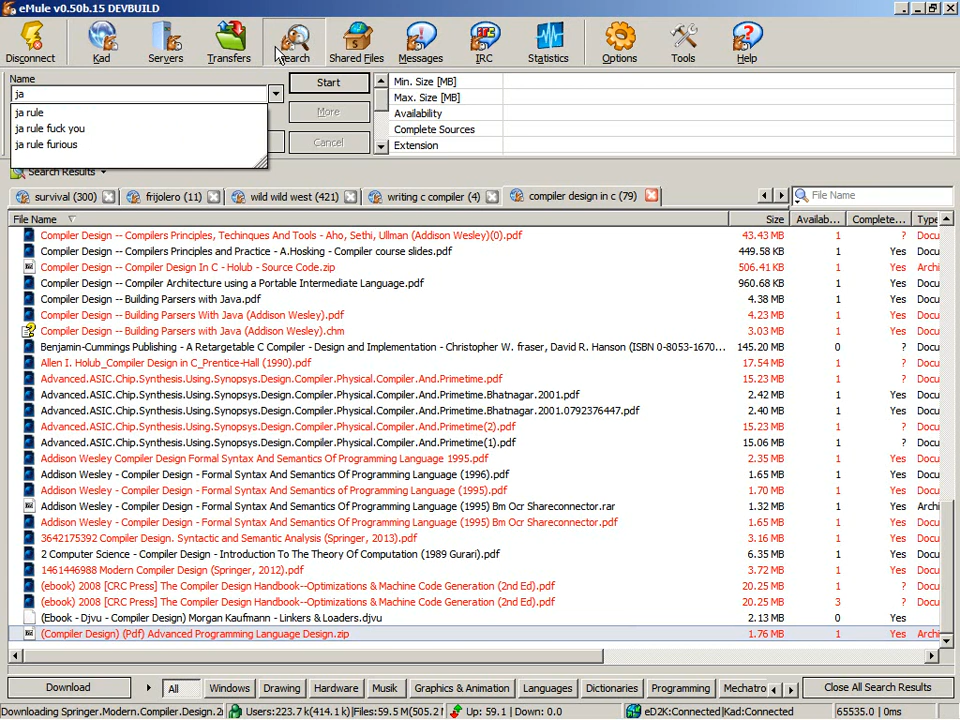 eMule v0.50b.15 DEVBUILD
Disconnect Kad Servers Transfers Search Shared Files Messages IRC Statistics Options Tools Help
Name
ja
Start
ja rule
ja rule fuck you
ja rule furious
More
Cancel
Min. Size [MB]
Max. Size [MB]
Availability
Complete Sources
Extension
Search Results
survival (300) frijolero (11) wild wild west (421) writing c compiler (4) compiler design in c (79) File Name
File Name Size Availab... Complete... Type
Compiler Design -- Compilers Principles, Techinques And Tools - Aho, Sethi, Ullman (Addison Wesley)(0).pdf 43.43 MB 1 ? Docu
Compiler Design -- Compilers Principles and Practice - A.Hosking - Compiler course slides.pdf 449.58 KB 1 Yes Docu
Compiler Design -- Compiler Design In C - Holub - Source Code.zip 506.41 KB 1 Yes Archi
Compiler Design -- Compiler Architecture using a Portable Intermediate Language.pdf 960.68 KB 1 Yes Docu
Compiler Design -- Building Parsers with Java.pdf 4.38 MB 1 Yes Docu
Compiler Design -- Building Parsers With Java (Addison Wesley).pdf 4.23 MB 1 Yes Docu
Compiler Design -- Building Parsers with Java (Addison Wesley).chm 3.03 MB 1 Yes Docu
Benjamin-Cummings Publishing - A Retargetable C Compiler - Design and Implementation - Christopher W. fraser, David R. Hanson (ISBN 0-8053-1670... 145.20 MB 0 ? Docu
Allen I. Holub_Compiler Design in C_Prentice-Hall (1990).pdf 17.54 MB 1 Yes Docu
Advanced.ASIC.Chip.Synthesis.Using.Synopsys.Design.Compiler.Physical.Compiler.And.Primetime.pdf 15.23 MB 1 Yes Docu
Advanced.ASIC.Chip.Synthesis.Using.Synopsys.Design.Compiler.Physical.Compiler.And.Primetime.Bhatnagar.2001.pdf 2.42 MB 1 Yes Docu
Advanced.ASIC.Chip.Synthesis.Using.Synopsys.Design.Compiler.Physical.Compiler.And.Primetime.Bhatnagar.2001.0792376447.pdf 2.40 MB 1 Yes Docu
Advanced.ASIC.Chip.Synthesis.Using.Synopsys.Design.Compiler.Physical.Compiler.And.Primetime(2).pdf 15.23 MB 1 ? Docu
Advanced.ASIC.Chip.Synthesis.Using.Synopsys.Design.Compiler.Physical.Compiler.And.Primetime(1).pdf 15.06 MB 1 ? Docu
Addison Wesley Compiler Design Formal Syntax And Semantics Of Programming Language 1995.pdf 2.35 MB 1 Yes Docu
Addison Wesley - Compiler Design - Formal Syntax And Semantics Of Programming Language (1996).pdf 1.65 MB 1 Yes Docu
Addison Wesley - Compiler Design - Formal Syntax and Semantics of Programming Language (1995).pdf 1.70 MB 1 Yes Docu
Addison Wesley - Compiler Design - Formal Syntax And Semantics Of Programming Language (1995) Bm Ocr Shareconnector.rar 1.32 MB 1 Yes Archi
Addison Wesley - Compiler Design - Formal Syntax And Semantics Of Programming Language (1995) Bm Ocr Shareconnector.pdf 1.65 MB 1 Yes Docu
3642175392 Compiler Design. Syntactic and Semantic Analysis (Springer, 2013).pdf 3.16 MB 1 Yes Docu
2 Computer Science - Compiler Design - Introduction To The Theory Of Computation (1989 Gurari).pdf 6.35 MB 1 Yes Docu
1461446988 Modern Compiler Design (Springer, 2012).pdf 3.72 MB 1 Yes Docu
(ebook) 2008 [CRC Press] The Compiler Design Handbook--Optimizations & Machine Code Generation (2nd Ed).pdf 20.25 MB 1 ? Docu
(ebook) 2008 [CRC Press] The Compiler Design Handbook--Optimizations & Machine Code Generation (2nd Ed).pdf 20.25 MB 3 ? Docu
(Ebook - Djvu - Compiler Design) Morgan Kaufmann - Linkers & Loaders.djvu 2.13 MB 0 Yes
(Compiler Design) (Pdf) Advanced Programming Language Design.zip 1.76 MB 1 Yes Archi
Download All Windows Drawing Hardware Musik Graphics & Animation Languages Dictionaries Programming Mechatro Close All Search Results
Downloading Springer.Modern.Compiler.Design.2 Users:223.7 k(414.1 k)|Files:59.5 M(505.2 Up: 59.1 | Down: 0.0 eD2K:Connected|Kad:Connected 65535.0 | 0ms